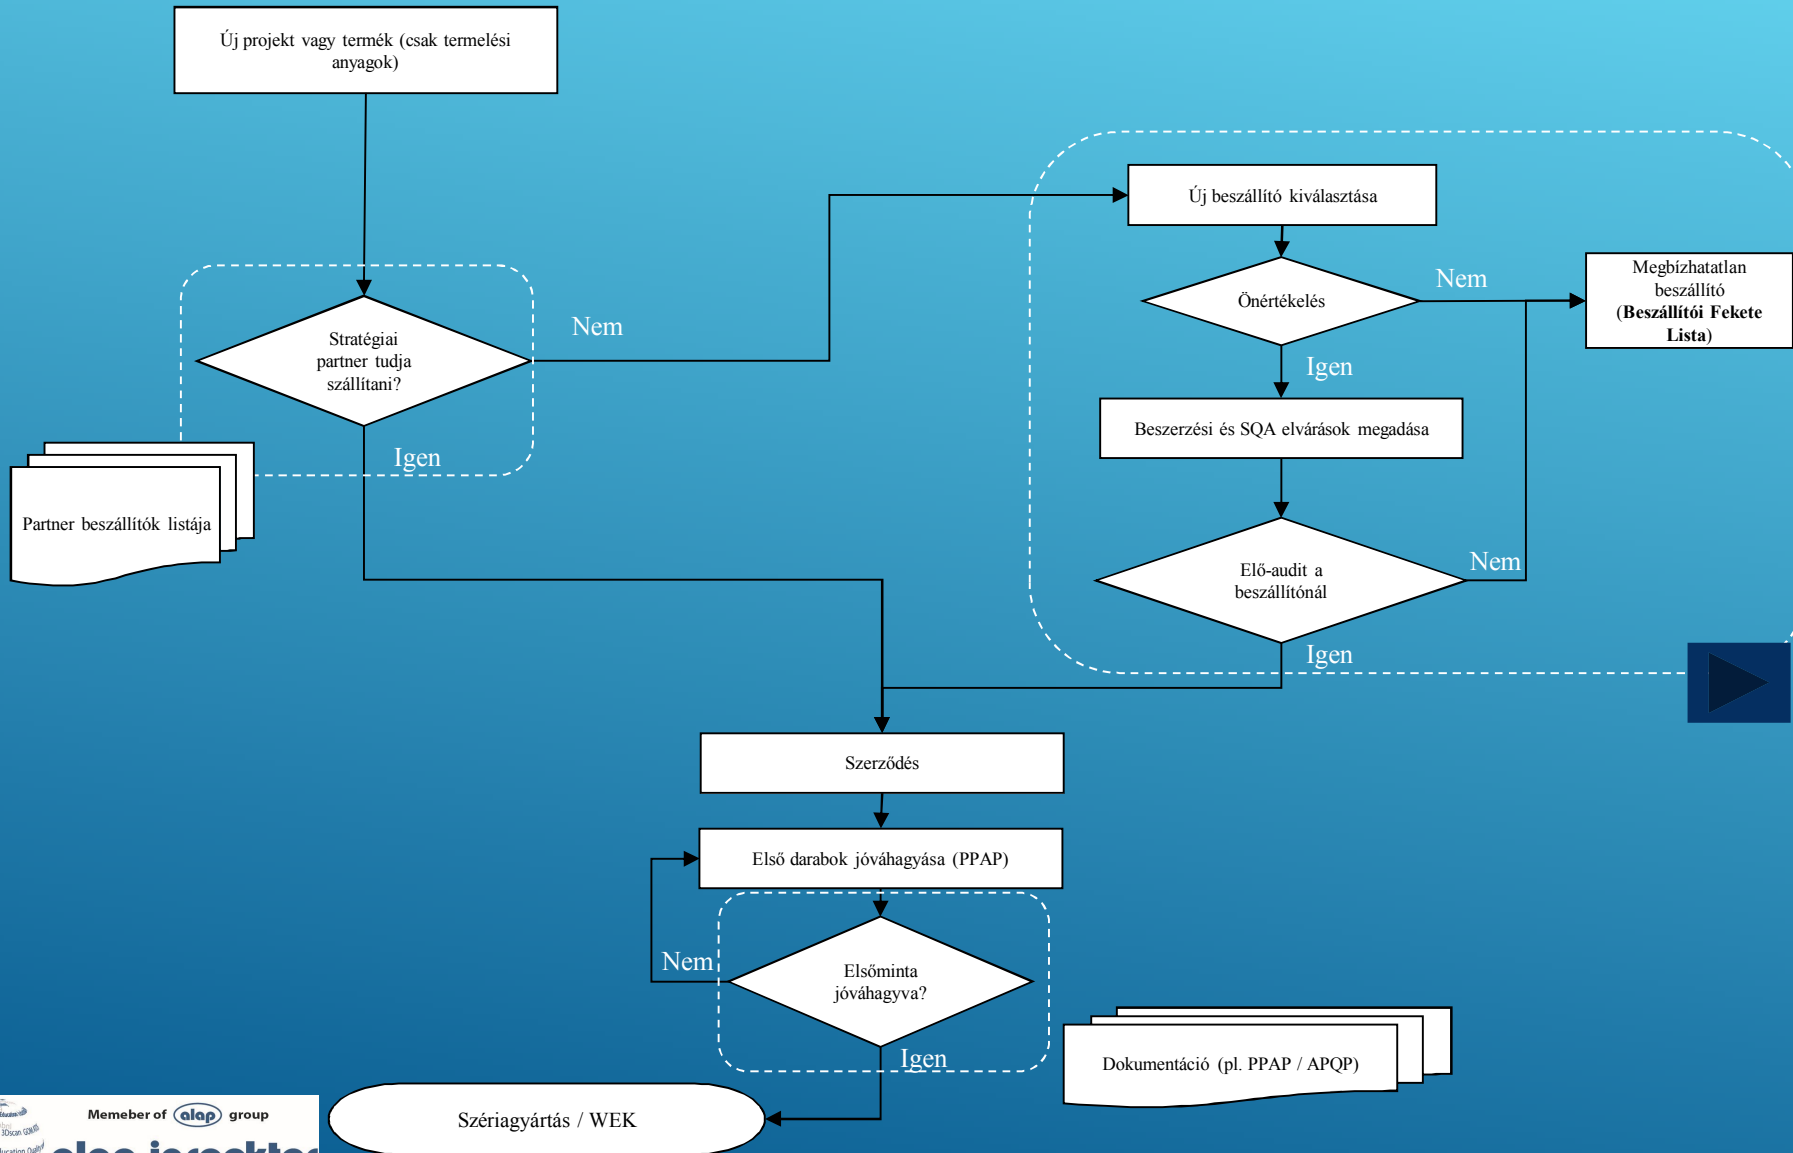 Új projekt vagy termék (csak termelési
anyagok)
Új beszállító kiválasztása
Önértékelés
Nem
Megbízhatatlan
beszállító
(Beszállítói Fekete
Lista)
Stratégiai
partner tudja
szállítani?
Nem
Igen
Igen
Beszerzési és SQA elvárások megadása
Partner beszállítók listája
Elő-audit a
beszállítónál
Nem
Igen
Szerződés
Első darabok jóváhagyása (PPAP)
Nem
Elsőminta
jóváhagyva?
Igen
Dokumentáció (pl. PPAP / APQP)
Szériagyártás / WEK
Memeber of alap group